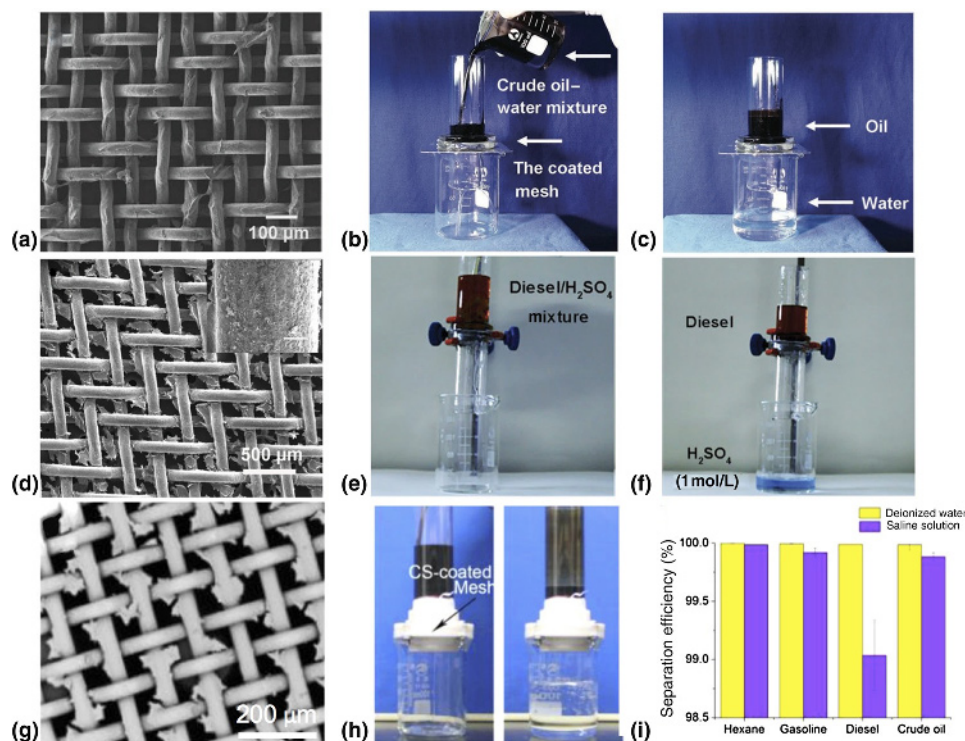 100 µm
(a)
Crude oil–
water mixture
The coated
mesh
(b)
Oil
Water
(c)
500 µm
(d)
Diesel/H₂SO₄
mixture
(e)
Diesel
H₂SO₄
(1mol/L)
(f)
200 µm
(g)
CS-coated
Mesh
(h)
Deionized water
Saline solution
Separation efficiency (%)
100.0
99.5
99.0
98.5
Hexane Gasoline Diesel Crude oil
(i)